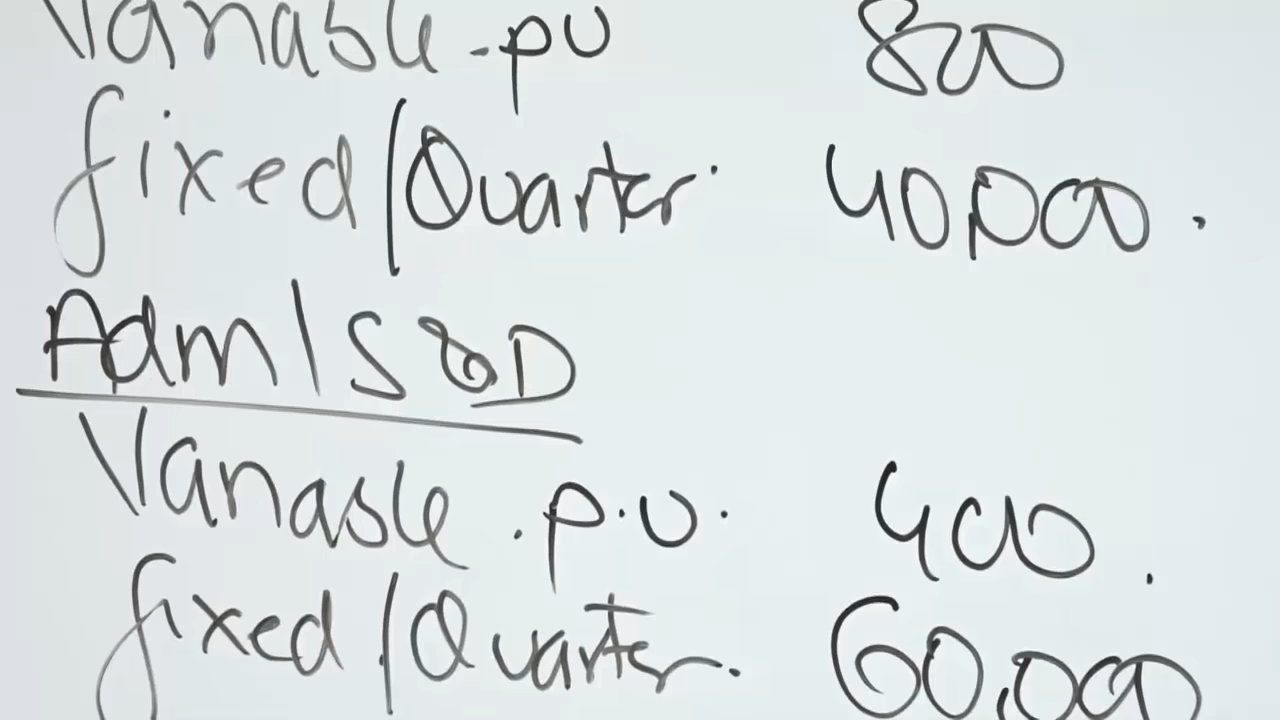 Variable .pu 800
fixed/Quarter. 40,000.
Adm/S&D
Variable .p.u. 400.
fixed/Quarter. 60,000